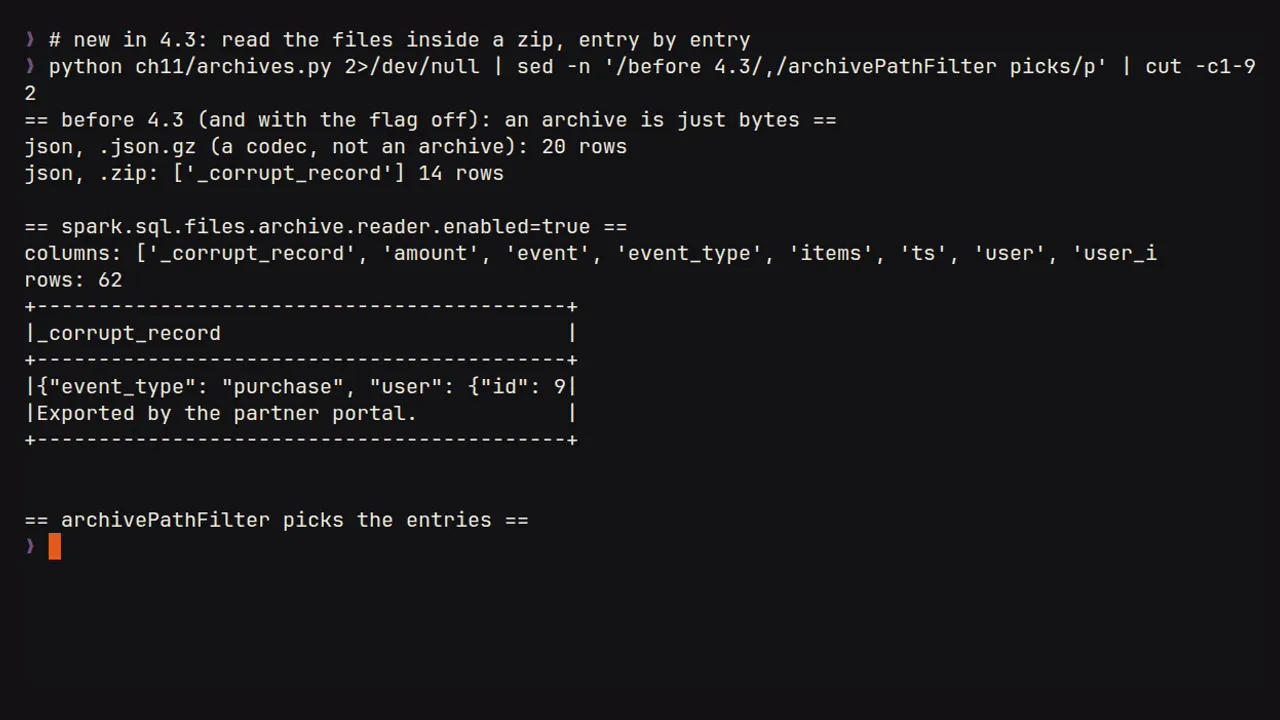 ❯ # new in 4.3: read the files inside a zip, entry by entry
❯ python ch11/archives.py 2>/dev/null | sed -n '/before 4.3/,/archivePathFilter picks/p' | cut -c1-9
2
== before 4.3 (and with the flag off): an archive is just bytes ==
json, .json.gz (a codec, not an archive): 20 rows
json, .zip: ['_corrupt_record'] 14 rows
== spark.sql.files.archive.reader.enabled=true ==
columns: ['_corrupt_record', 'amount', 'event', 'event_type', 'items', 'ts', 'user', 'user_i
rows: 62
+--------------------------------------------+
|_corrupt_record                            |
+--------------------------------------------+
|{"event_type": "purchase", "user": {"id": 9|
|Exported by the partner portal.            |
+--------------------------------------------+
== archivePathFilter picks the entries ==
❯